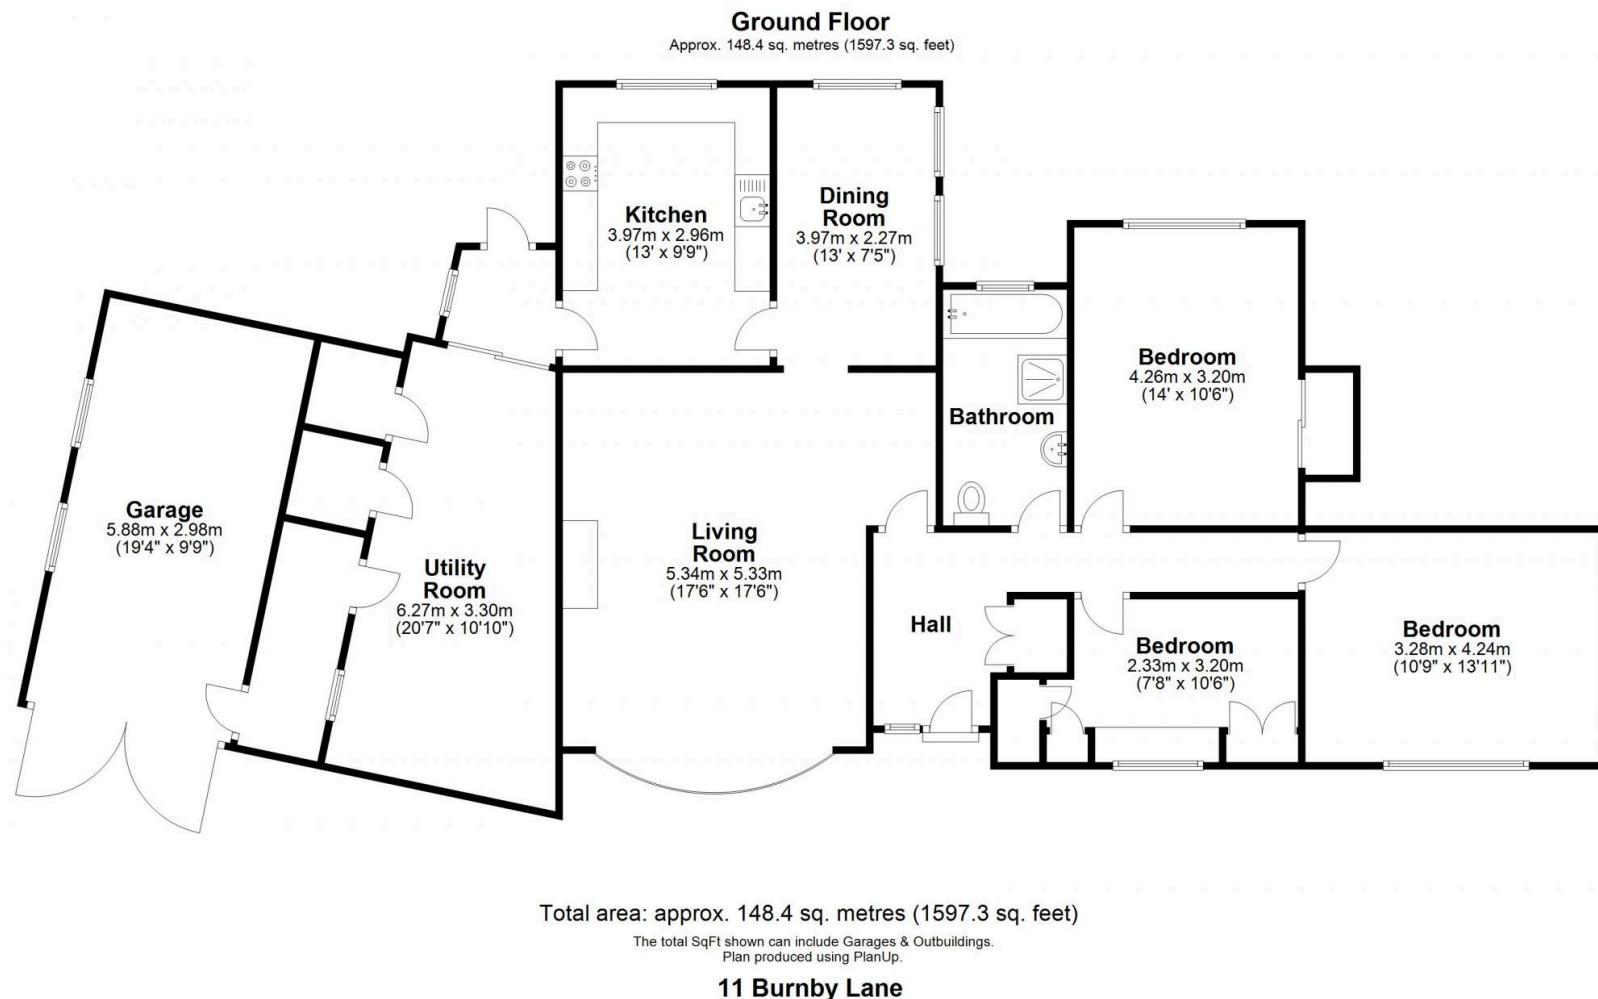 Ground Floor
Approx. 148.4 sq. metres (1597.3 sq. feet)
Kitchen
3.97m x 2.96m
(13' x 9'9")
Dining
Room
3.97m x 2.27m
(13' x 7'5")
Bedroom
4.26m x 3.20m
(14' x 10'6")
Bathroom
Garage
5.88m x 2.98m
(19'4" x 9'9")
Utility
Room
6.27m x 3.30m
(20'7" x 10'10")
Living
Room
5.34m x 5.33m
(17'6" x 17'6")
Hall
Bedroom
2.33m x 3.20m
(7'8" x 10'6")
Bedroom
3.28m x 4.24m
(10'9" x 13'11")
Total area: approx. 148.4 sq. metres (1597.3 sq. feet)
The total SqFt shown can include Garages & Outbuildings.
Plan produced using PlanUp.
11 Burnby Lane